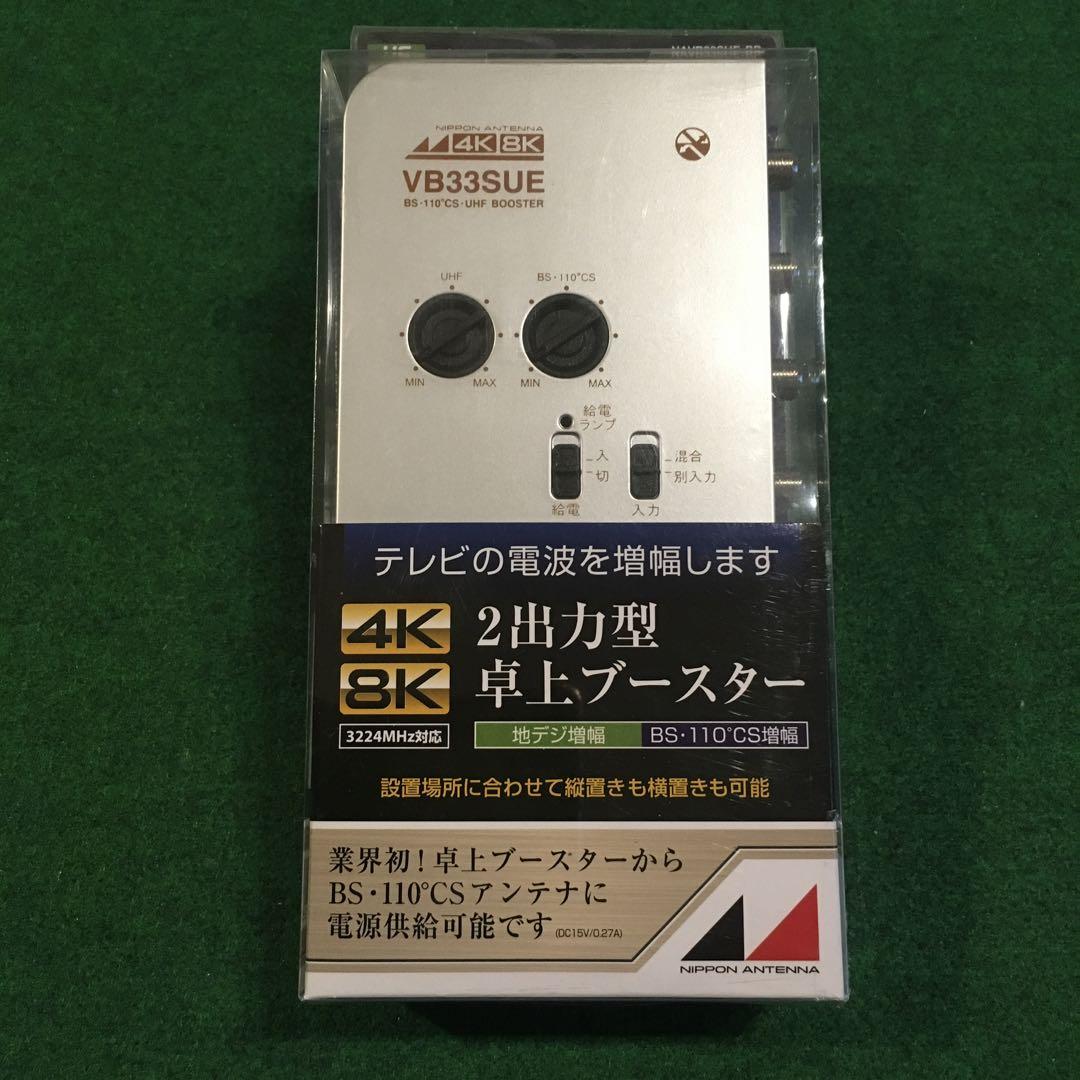 NIPPON ANTENNA
4K 8K
VB33SUE
BS・110°CS・UHF BOOSTER
UHF
BS・110°CS
MIN
MAX
MIN
MAX
給電
ランプ
入
切
混合
別入力
給電
入力
テレビの電波を増幅します
4K
8K
2出力型
卓上ブースター
3224MHz対応
地デジ増幅
BS・110°CS増幅
設置場所に合わせて縦置きも横置きも可能
業界初!卓上ブースターから
BS・110°CSアンテナに
電源供給可能です (DC15V/0.27A)
NIPPON ANTENNA